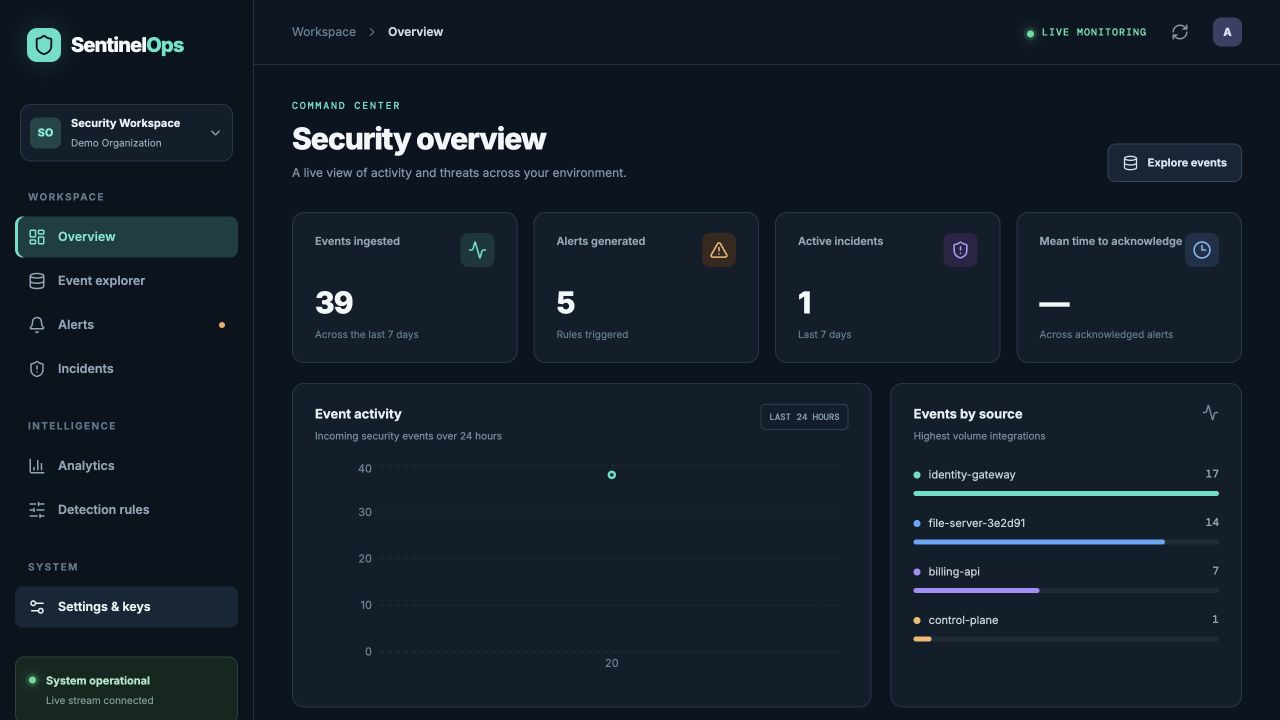 SentinelOps
SO
Security Workspace
Demo Organization
WORKSPACE
Overview
Event explorer
Alerts
Incidents
INTELLIGENCE
Analytics
Detection rules
SYSTEM
Settings & keys
System operational
Live stream connected
Workspace > Overview
LIVE MONITORING
A
COMMAND CENTER
Security overview
A live view of activity and threats across your environment.
Explore events
Events ingested
39
Across the last 7 days
Alerts generated
5
Rules triggered
Active incidents
1
Last 7 days
Mean time to acknowledge
—
Across acknowledged alerts
Event activity
Incoming security events over 24 hours
LAST 24 HOURS
40
30
20
10
0
20
Events by source
Highest volume integrations
identity-gateway 17
file-server-3e2d91 14
billing-api 7
control-plane 1